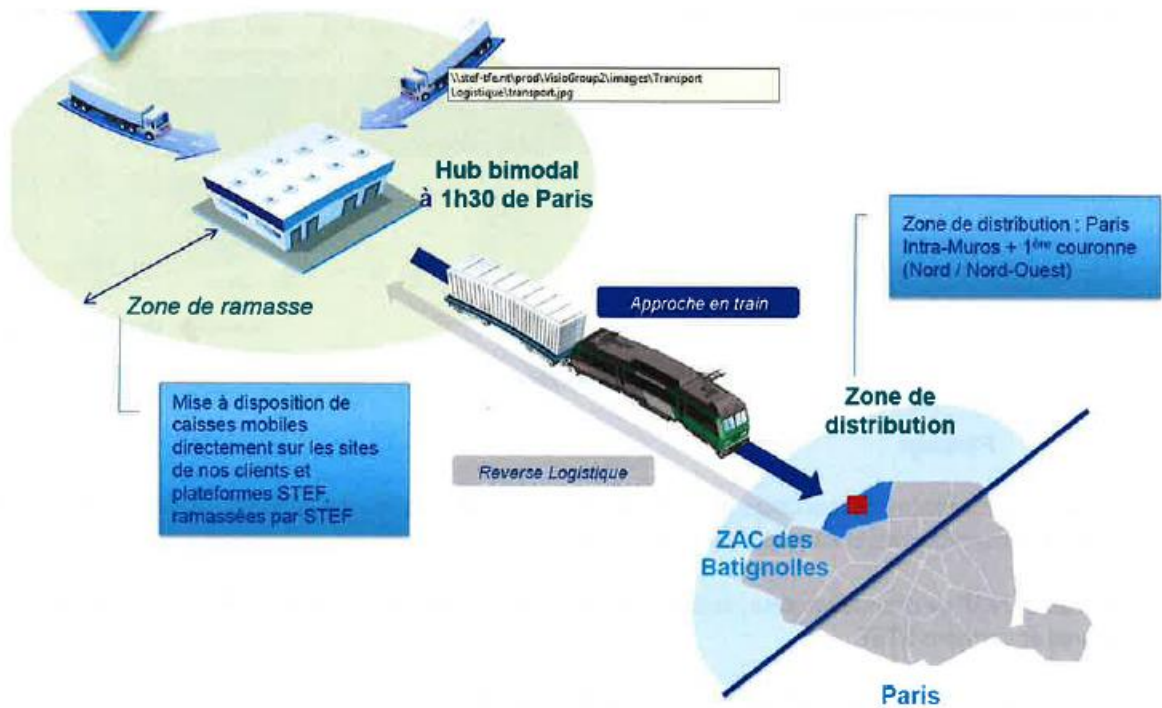 \\stef-tfe.nt\prod\VisioGroup2\images\Transport
Logistique\transport.jpg
Hub bimodal
à 1h30 de Paris
Zone de distribution : Paris
Intra-Muros + 1ère couronne
(Nord / Nord-Ouest)
Zone de ramasse
Approche en train
Mise à disposition de
caisses mobiles
directement sur les sites
de nos clients et
plateformes STEF,
ramassées par STEF
Zone de
distribution
Reverse Logistique
ZAC des
Batignolles
Paris